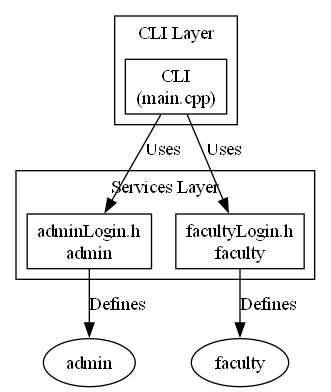 CLI Layer
CLI
(main.cpp)
Uses
Uses
Services Layer
adminLogin.h
admin
facultyLogin.h
faculty
Defines
Defines
admin
faculty